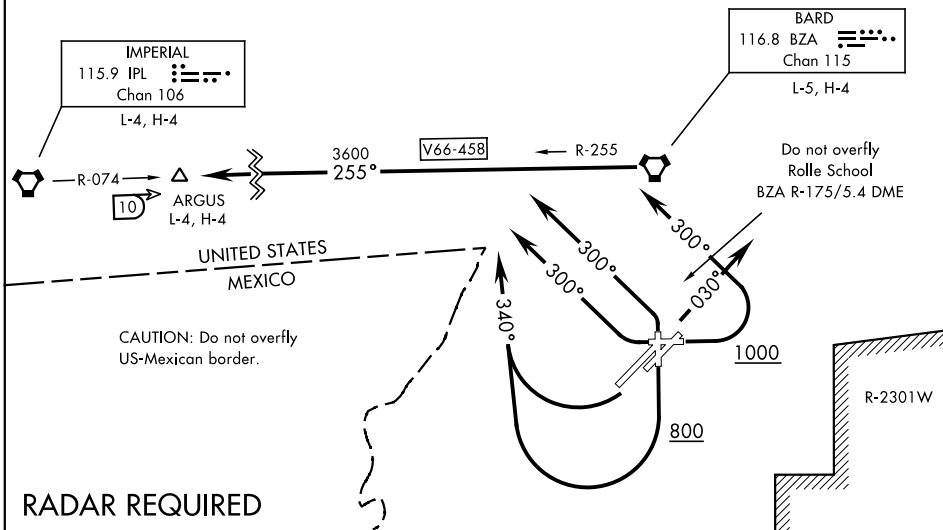 IMPERIAL
115.9 IPL
Chan 106
L-4, H-4
BARD
116.8 BZA
Chan 115
L-5, H-4
R-074
10
ARGUS
L-4, H-4
3600
255°
V66-458
R-255
Do not overfly
Rolle School
BZA R-175/5.4 DME
UNITED STATES
MEXICO
CAUTION: Do not overfly
US-Mexican border.
340°
300°
300°
300°
030°
1000
800
R-2301W
RADAR REQUIRED